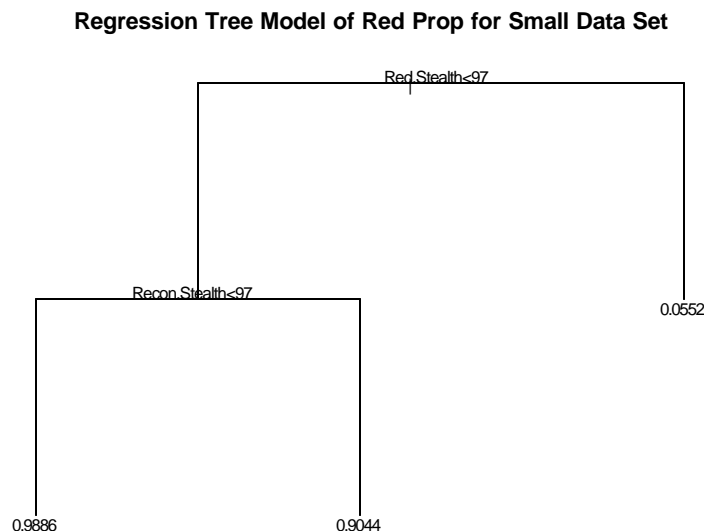 Regression Tree Model of Red Prop for Small Data Set
Red.Stealth<97
Recon.Stealth<97
0.0552
0.9886
0.9044